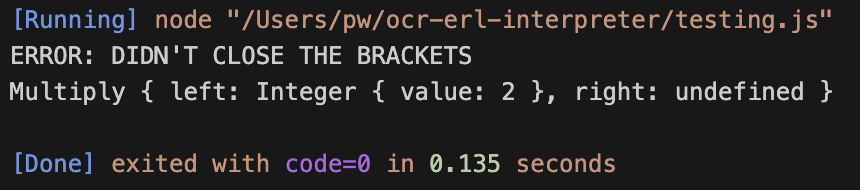 [Running] node "/Users/pw/ocr-erl-interpreter/testing.js"
ERROR: DIDN'T CLOSE THE BRACKETS
Multiply { left: Integer { value: 2 }, right: undefined }
[Done] exited with code=0 in 0.135 seconds